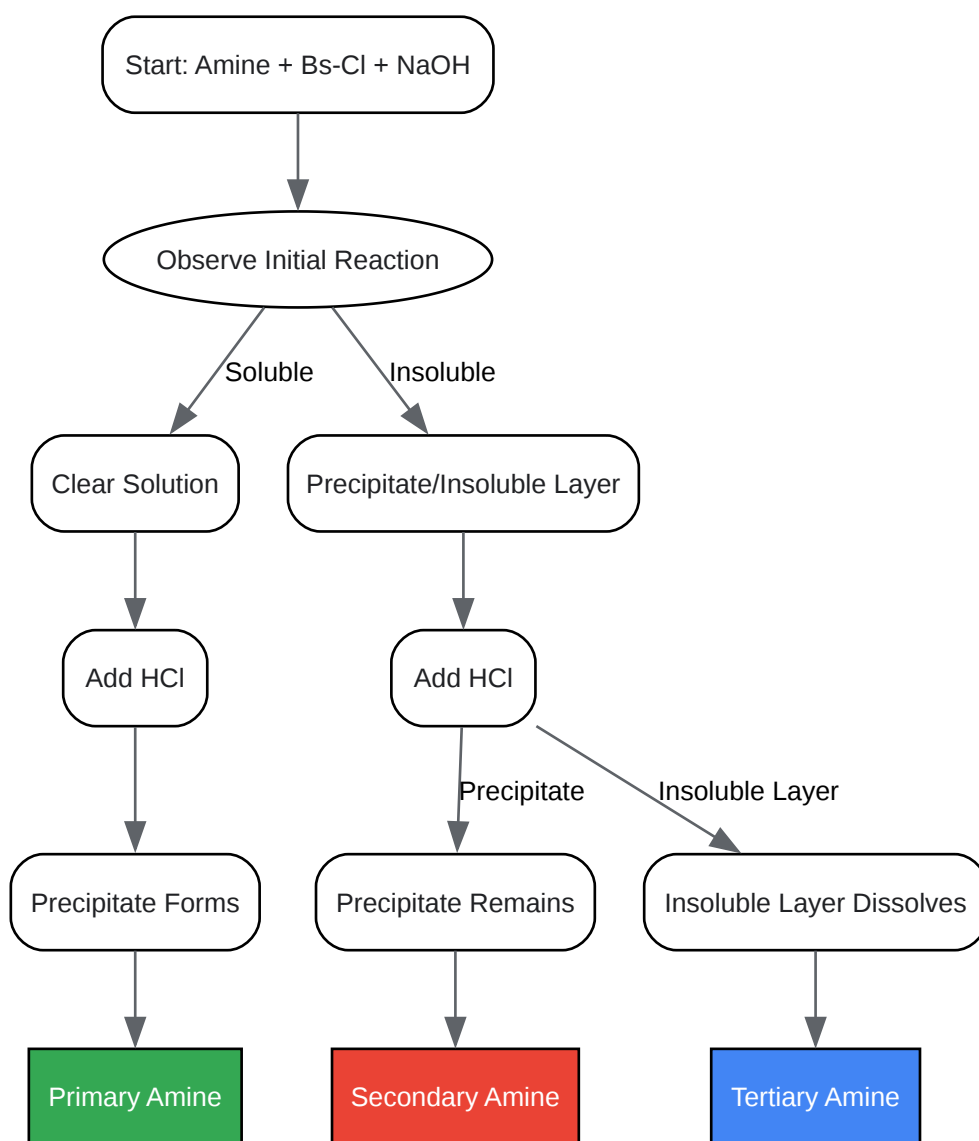 Start: Amine + Bs-Cl + NaOH
Observe Initial Reaction
Soluble
Insoluble
Clear Solution
Precipitate/Insoluble Layer
Add HCl
Add HCl
Precipitate
Insoluble Layer
Precipitate Forms
Precipitate Remains
Insoluble Layer Dissolves
Primary Amine
Secondary Amine
Tertiary Amine